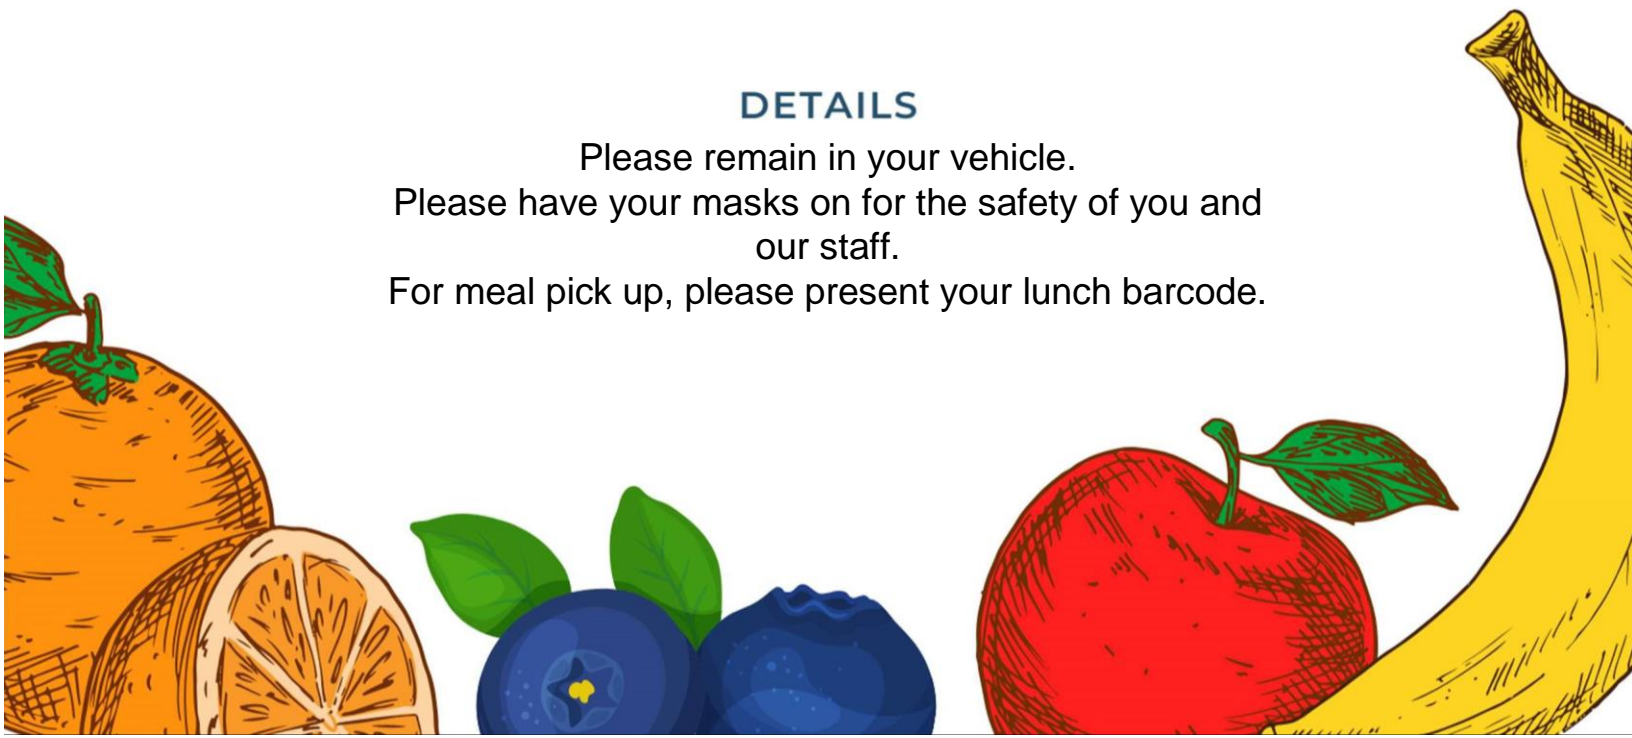 DETAILS
Please remain in your vehicle.
Please have your masks on for the safety of you and
our staff.
For meal pick up, please present your lunch barcode.